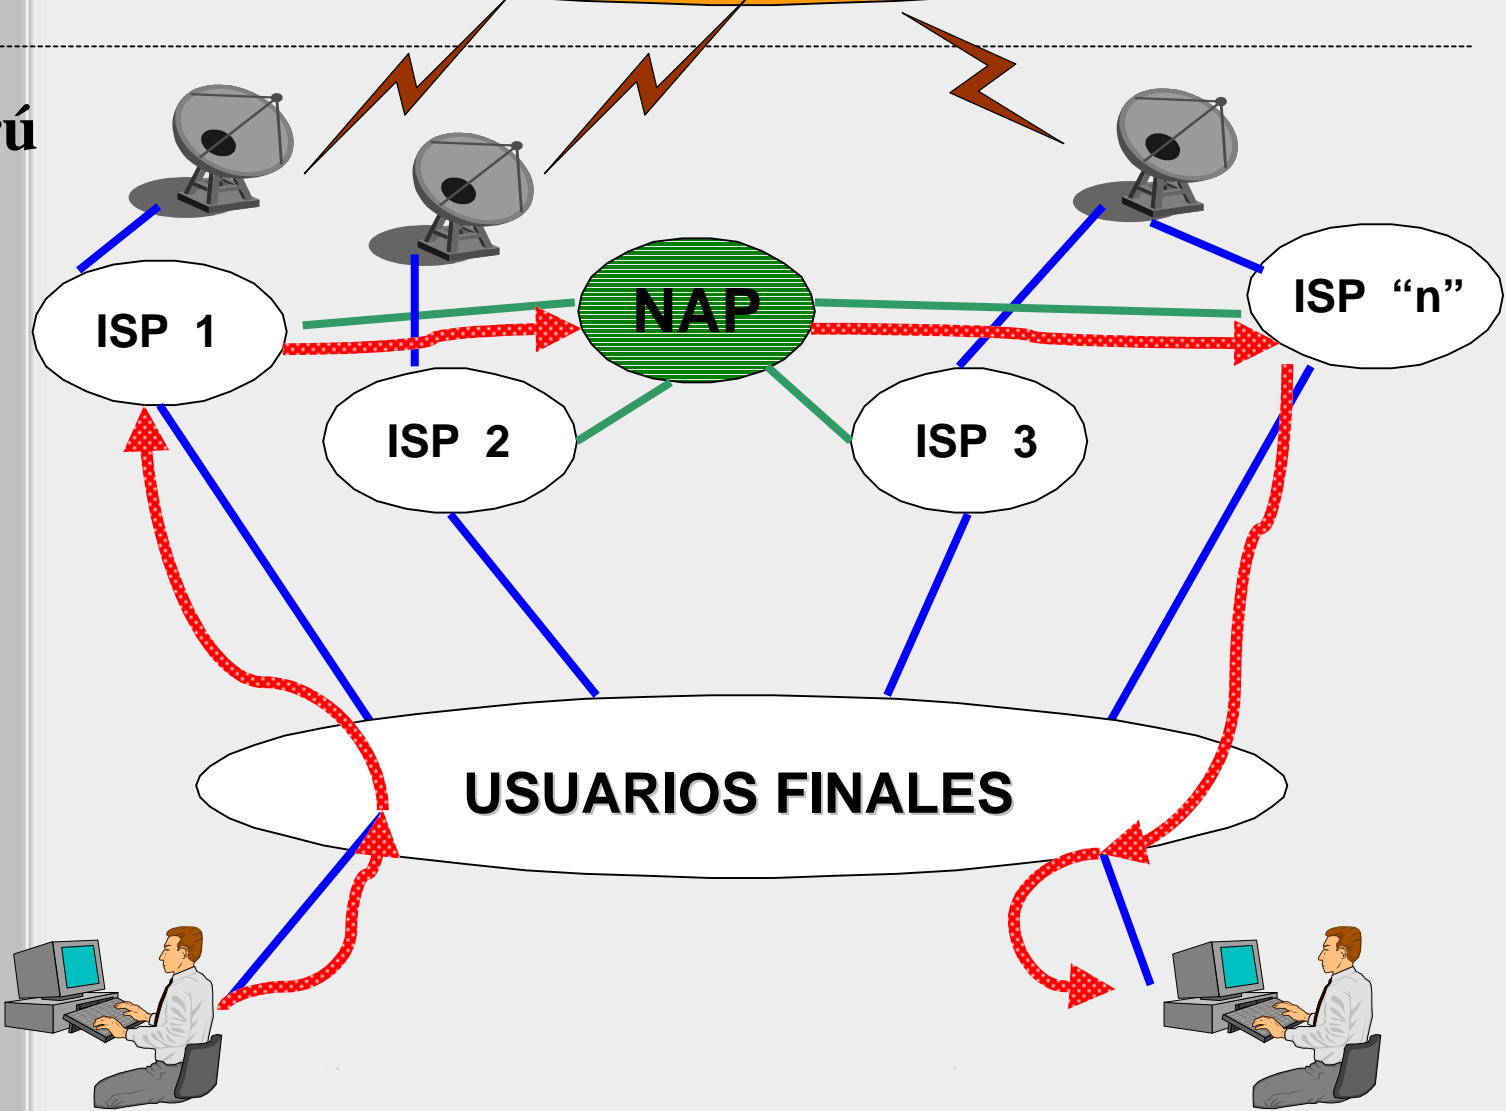 ISP 1
NAP
ISP “n”
ISP 2
ISP 3
USUARIOS FINALES